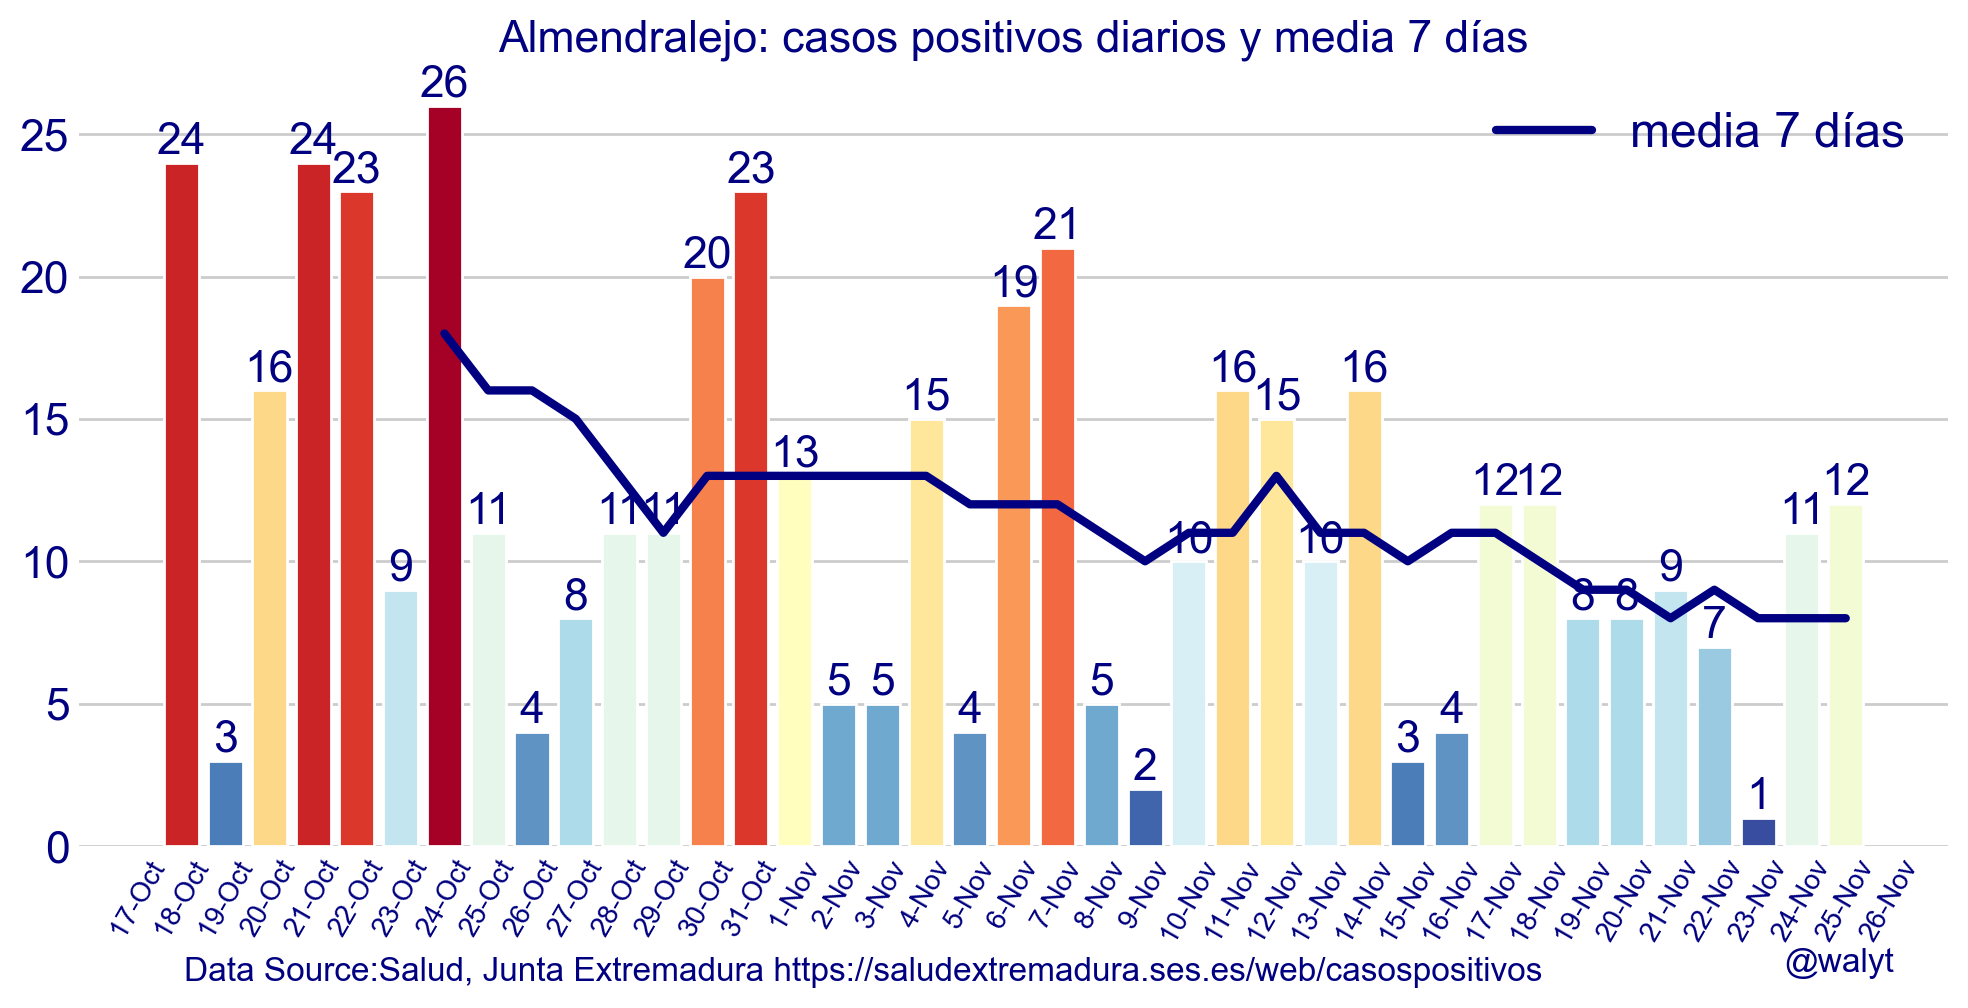 Almendralejo: casos positivos diarios y media 7 días
media 7 días
25
20
15
10
5
0
24 3 16 24 23 9 26 11 4 8 11 11 20 23 13 5 5 15 4 19 21 5 2 10 16 15 10 16 3 4 12 12 8 8 9 7 1 11 12
17-Oct 18-Oct 19-Oct 20-Oct 21-Oct 22-Oct 23-Oct 24-Oct 25-Oct 26-Oct 27-Oct 28-Oct 29-Oct 30-Oct 31-Oct 1-Nov 2-Nov 3-Nov 4-Nov 5-Nov 6-Nov 7-Nov 8-Nov 9-Nov 10-Nov 11-Nov 12-Nov 13-Nov 14-Nov 15-Nov 16-Nov 17-Nov 18-Nov 19-Nov 20-Nov 21-Nov 22-Nov 23-Nov 24-Nov 25-Nov 26-Nov
@walyt
Data Source:Salud, Junta Extremadura https://saludextremadura.ses.es/web/casospositivos